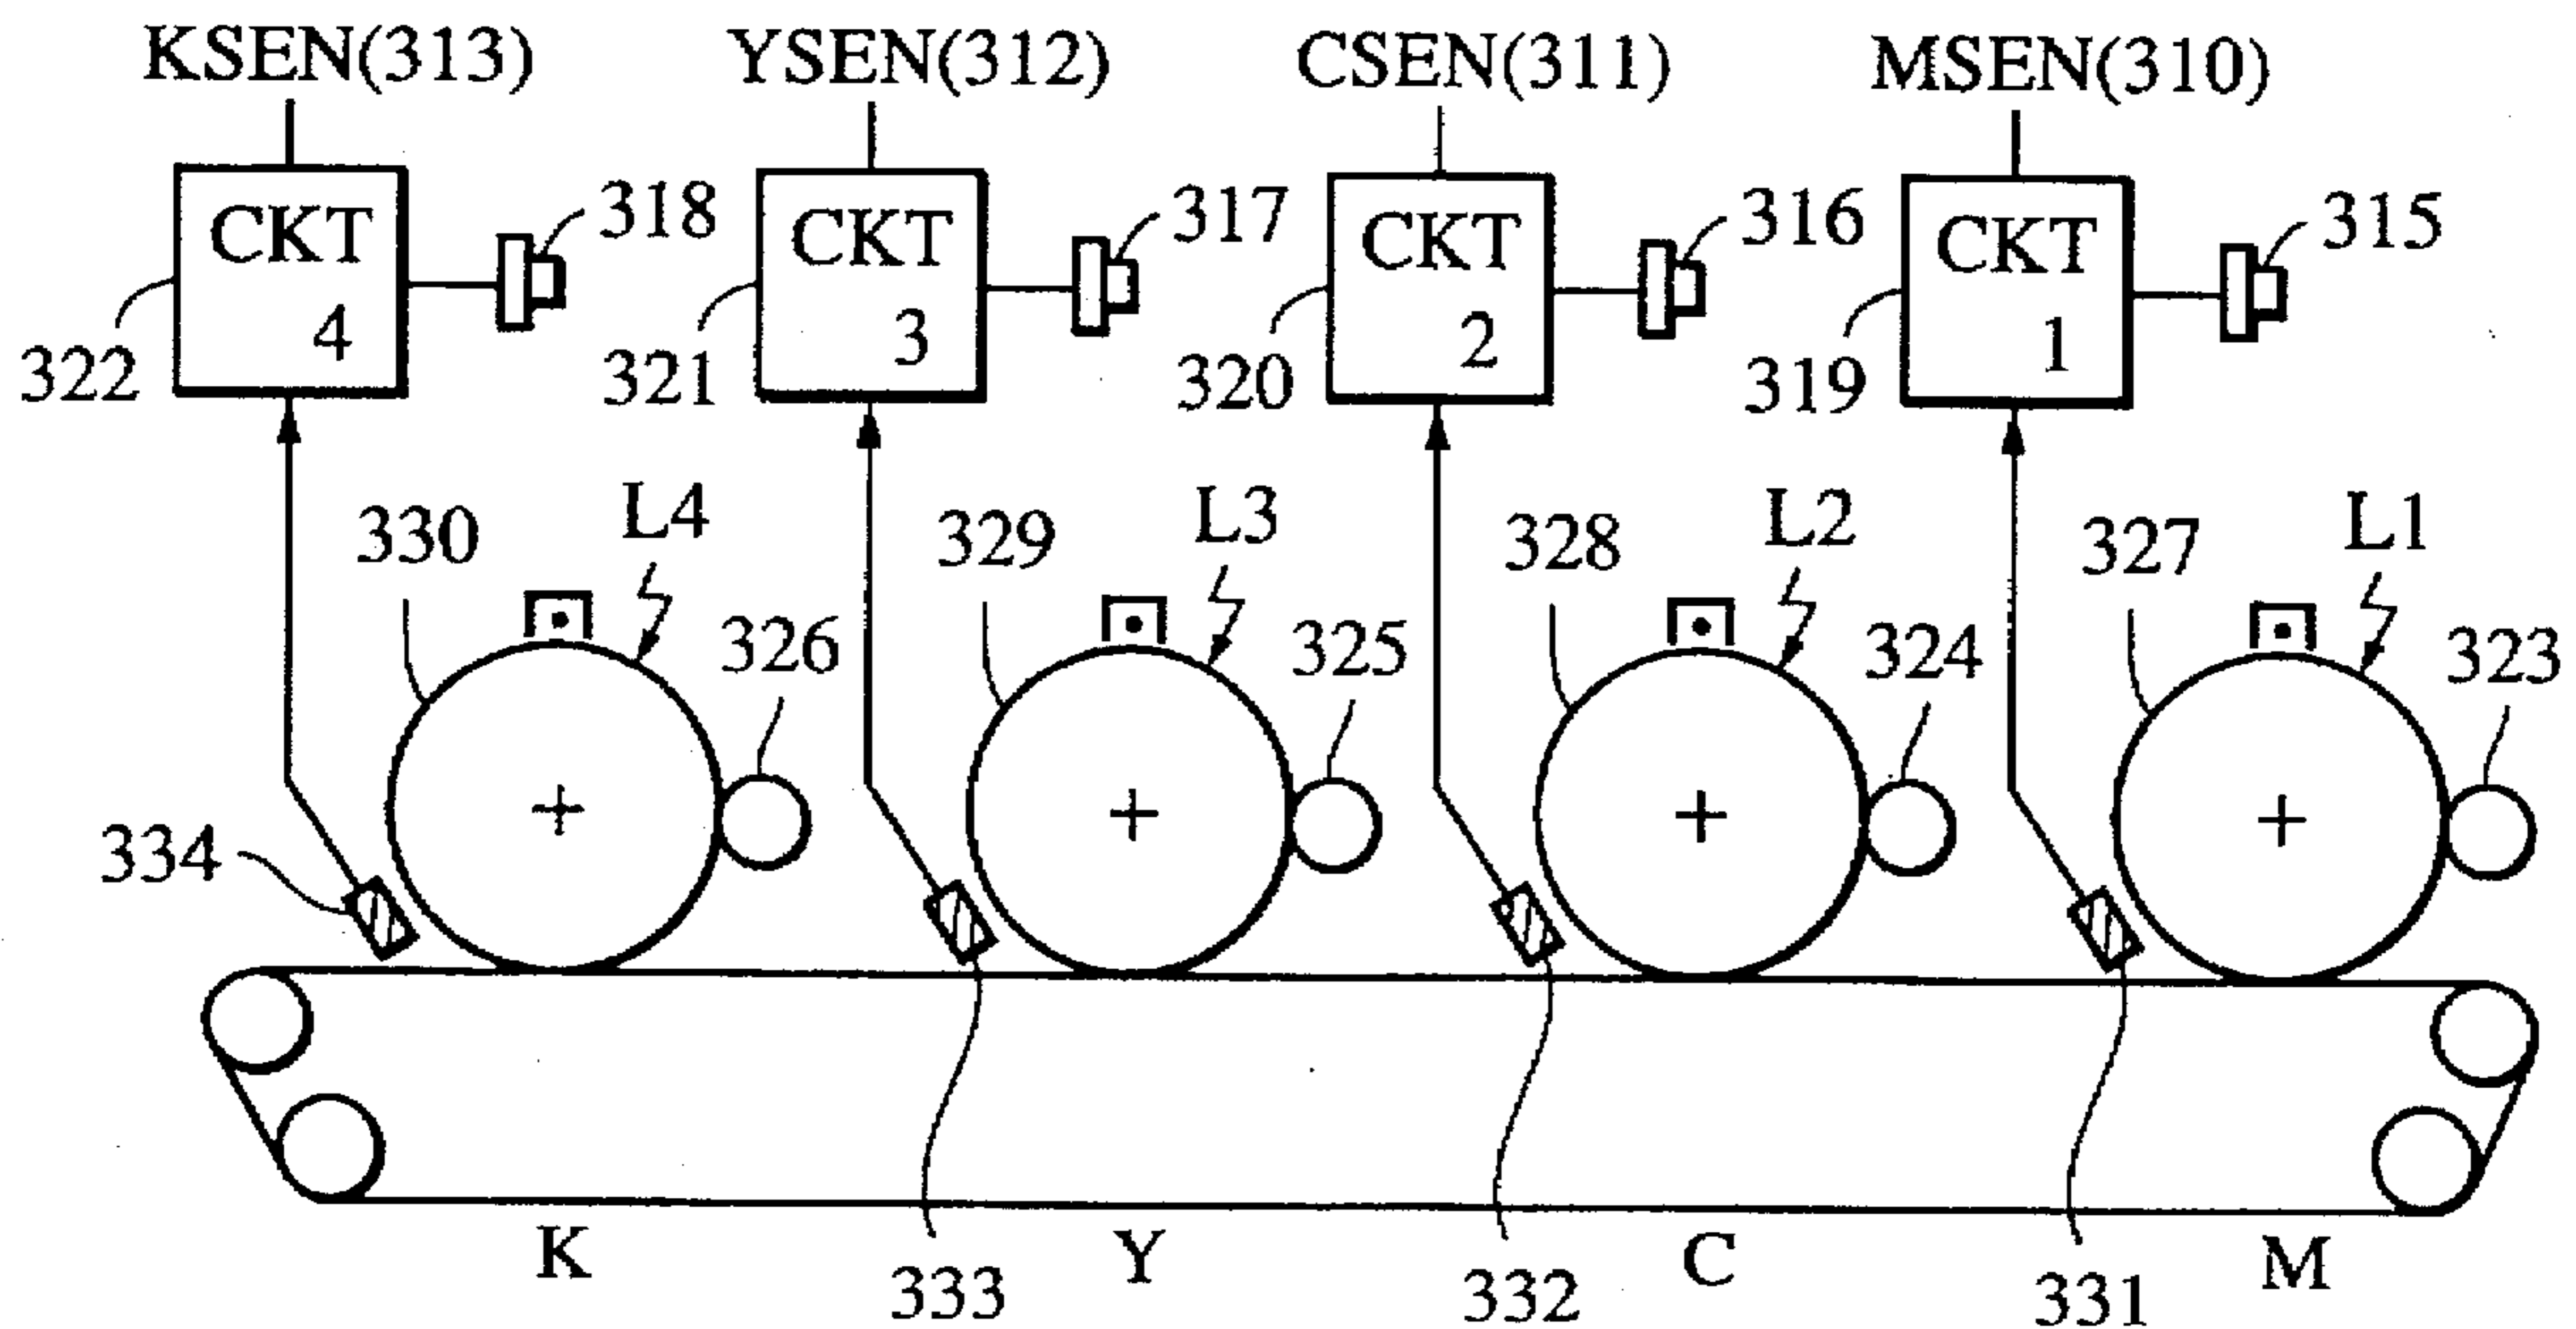 KSEN(313) YSEN(312) CSEN(311) MSEN(310)
CKT 4 318 CKT 3 317 CKT 2 316 CKT 1 315
322 321 320 319
330 L4 329 L3 328 L2 327 L1
326 325 324 323
334
K Y C M
333 332 331